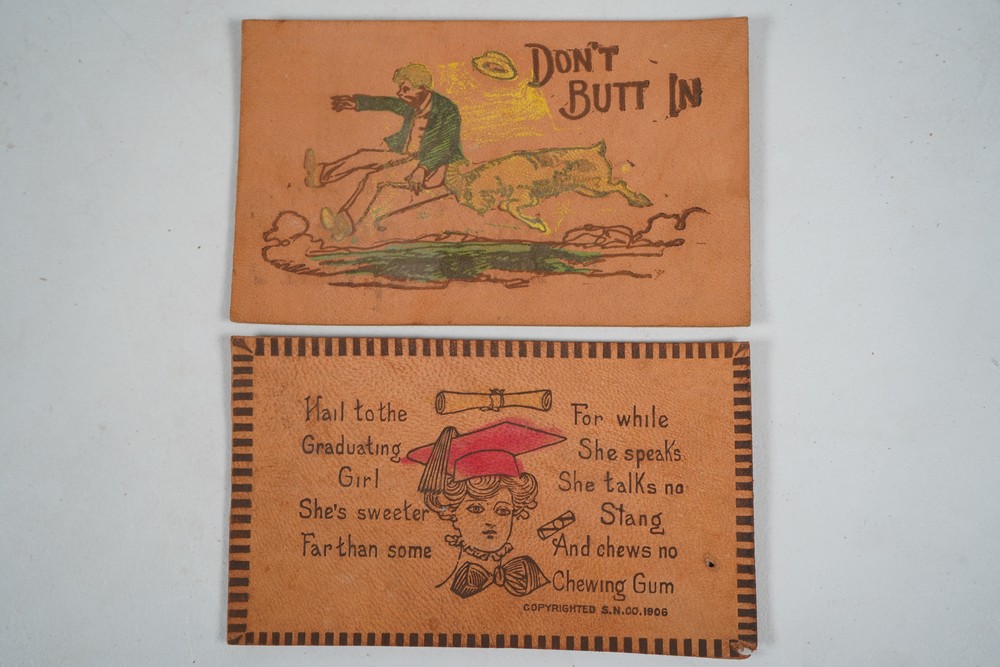 DON'T
BUTT IN
Hail to the
Graduating
Girl
She's sweeter
Far than some
For while
She speaks
She talks no
Stang
And chews no
Chewing Gum
COPYRIGHTED S.N.CO. 1906